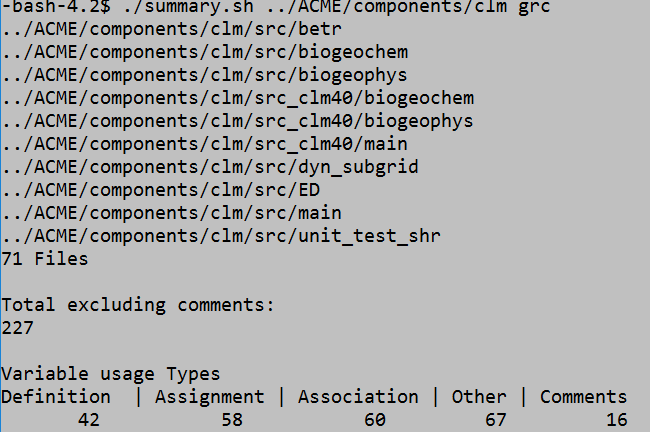 -bash-4.2$ ./summary.sh ../ACME/components/clm grc
../ACME/components/clm/src/betr
../ACME/components/clm/src/biogeochem
../ACME/components/clm/src/biogeophys
../ACME/components/clm/src_clm40/biogeochem
../ACME/components/clm/src_clm40/biogeophys
../ACME/components/clm/src_clm40/main
../ACME/components/clm/src/dyn_subgrid
../ACME/components/clm/src/ED
../ACME/components/clm/src/main
../ACME/components/clm/src/unit_test_shr
71 Files
Total excluding comments:
227
Variable usage Types
Definition  | Assignment | Association | Other | Comments
42 58 60 67 16